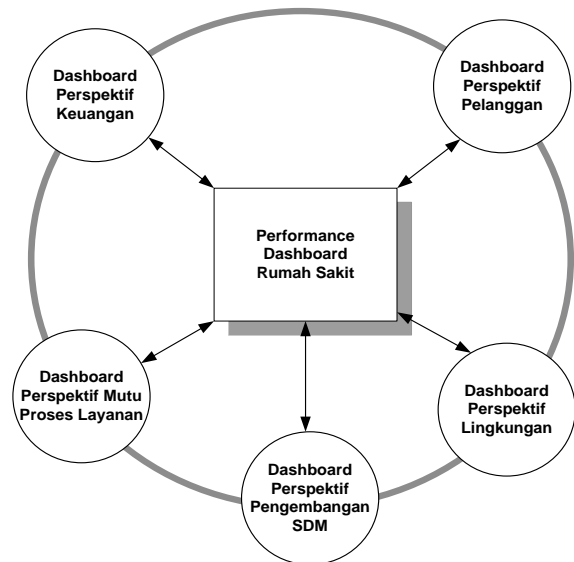 Dashboard
Perspektif
Keuangan
Dashboard
Perspektif
Pelanggan
Performance
Dashboard
Rumah Sakit
Dashboard
Perspektif Mutu
Proses Layanan
Dashboard
Perspektif
Lingkungan
Dashboard
Perspektif
Pengembangan
SDM